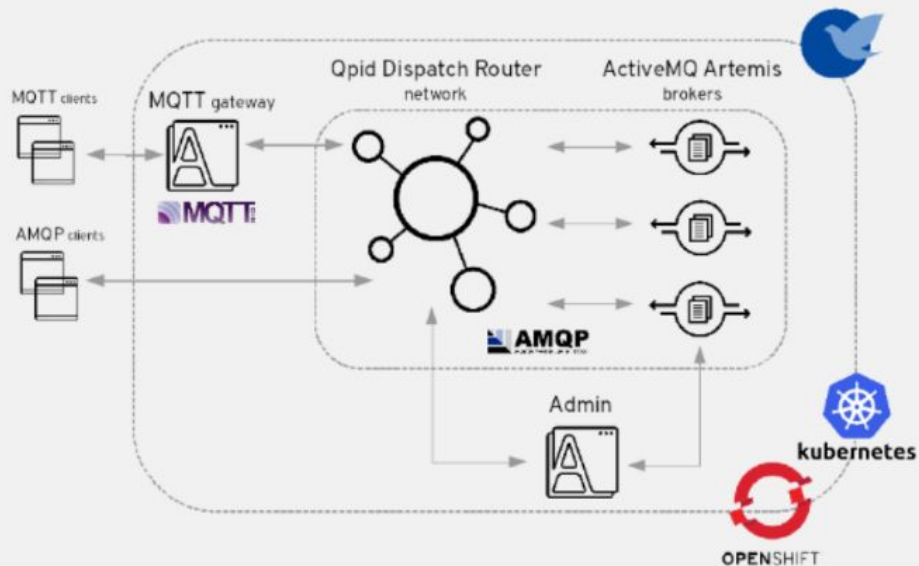 Qpid Dispatch Router
network
ActiveMQ Artemis
brokers
MQTT clients
MQTT gateway
MQTT
AMQP clients
AMQP
Admin
kubernetes
OPENSHIFT